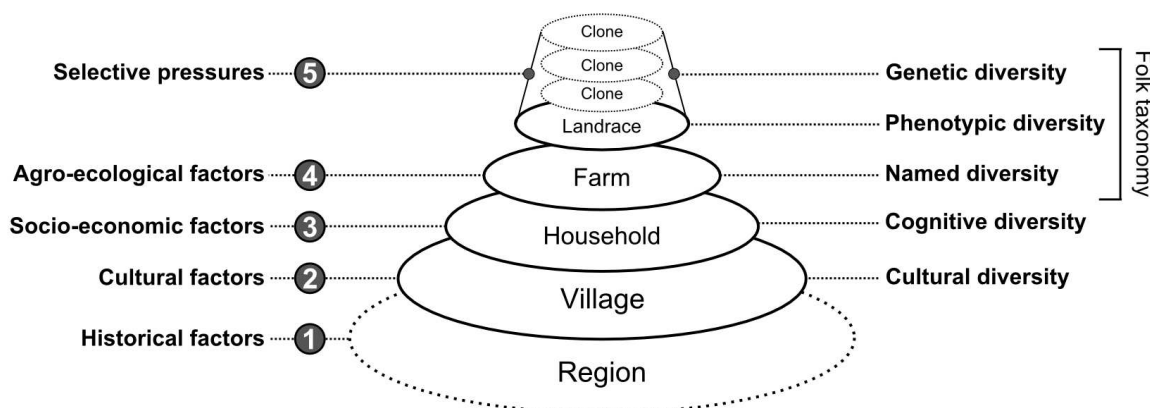 Clone
Selective pressures 5 Clone Genetic diversity
Clone
Landrace Phenotypic diversity
Folk taxonomy
Agro-ecological factors 4 Farm Named diversity
Socio-economic factors 3 Household Cognitive diversity
Cultural factors 2 Village Cultural diversity
Historical factors 1
Region